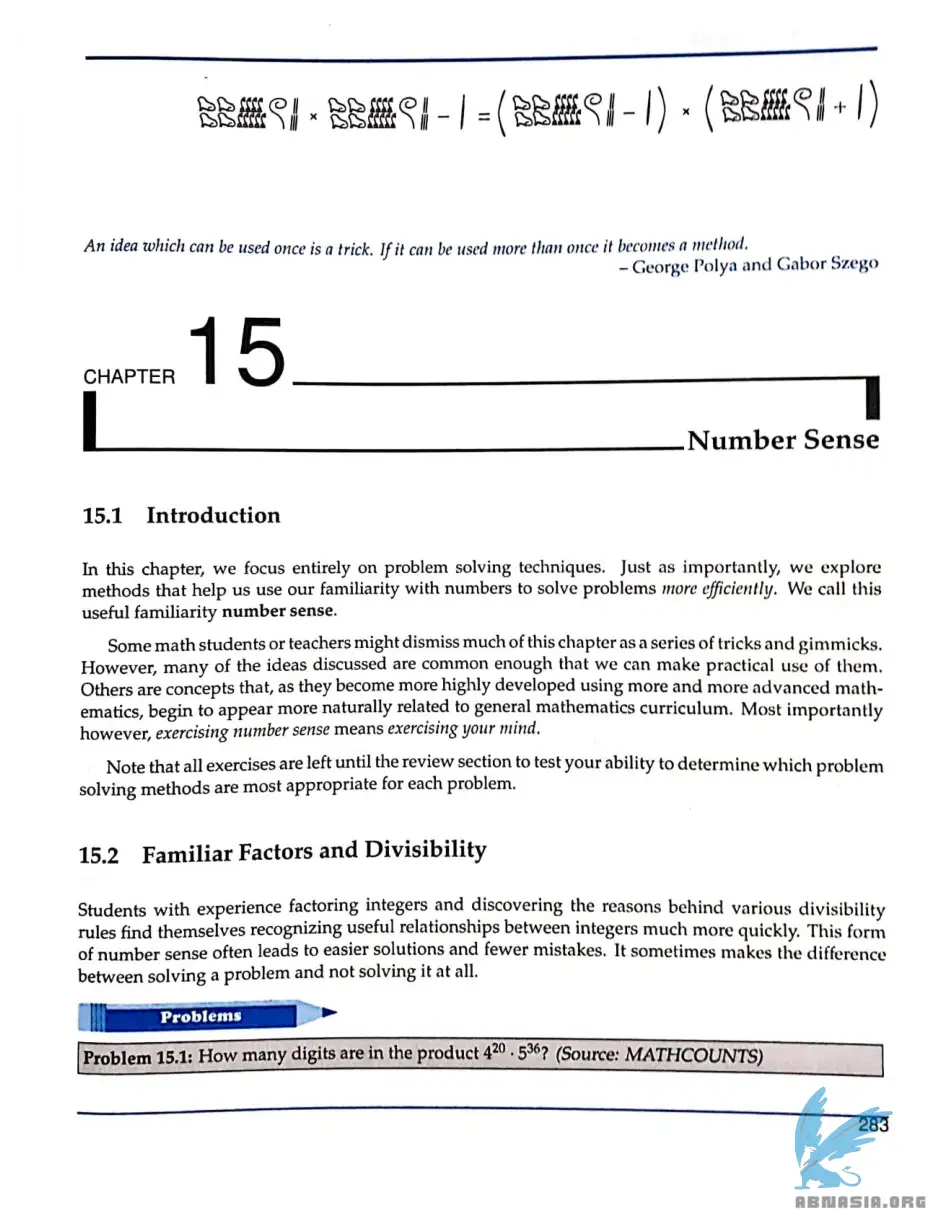 × − | = ( − | ) × ( + | )
An idea which can be used once is a trick. If it can be used more than once it becomes a method.
– George Polya and Gabor Szego
CHAPTER 15
Number Sense
15.1 Introduction
In this chapter, we focus entirely on problem solving techniques. Just as importantly, we explore
methods that help us use our familiarity with numbers to solve problems more efficiently. We call this
useful familiarity number sense.
Some math students or teachers might dismiss much of this chapter as a series of tricks and gimmicks.
However, many of the ideas discussed are common enough that we can make practical use of them.
Others are concepts that, as they become more highly developed using more and more advanced math-
ematics, begin to appear more naturally related to general mathematics curriculum. Most importantly
however, exercising number sense means exercising your mind.
Note that all exercises are left until the review section to test your ability to determine which problem
solving methods are most appropriate for each problem.
15.2 Familiar Factors and Divisibility
Students with experience factoring integers and discovering the reasons behind various divisibility
rules find themselves recognizing useful relationships between integers much more quickly. This form
of number sense often leads to easier solutions and fewer mistakes. It sometimes makes the difference
between solving a problem and not solving it at all.
Problems
Problem 15.1: How many digits are in the product 4²⁰ · 5³⁶? (Source: MATHCOUNTS)
283
ABNASIA.ORG